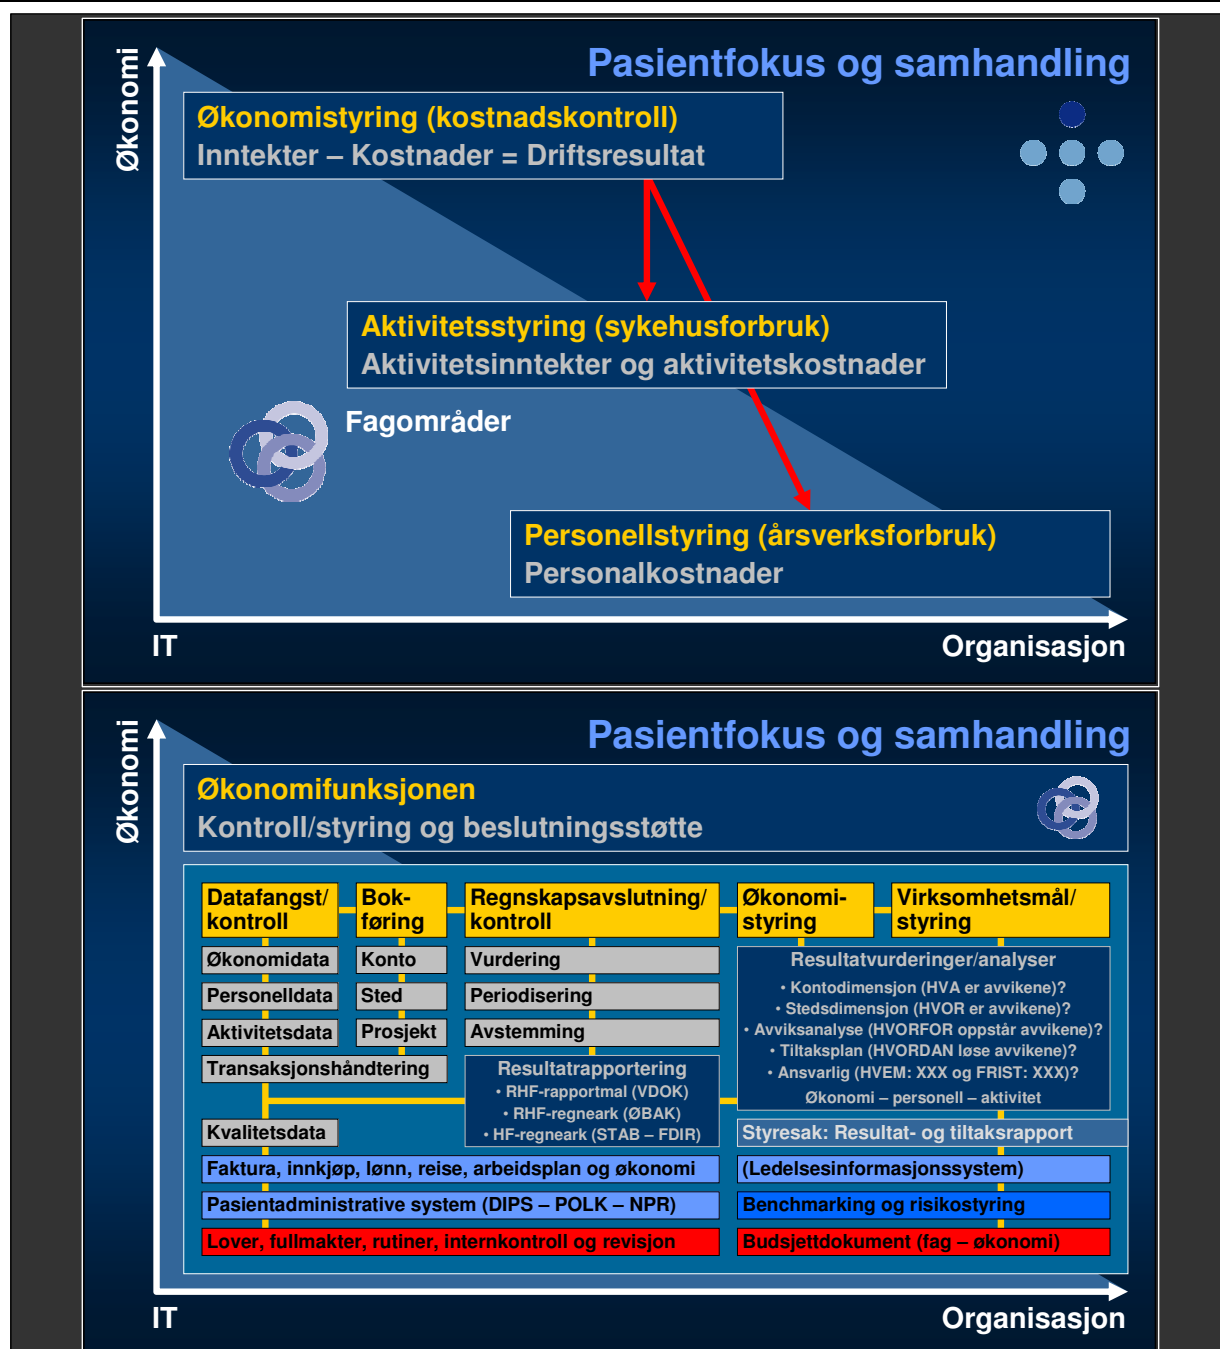 Økonomi
Pasientfokus og samhandling
Økonomistyring (kostnadskontroll)
Inntekter – Kostnader = Driftsresultat
Aktivitetsstyring (sykehusforbruk)
Aktivitetsinntekter og aktivitetskostnader
Fagområder
Personellstyring (årsverksforbruk)
Personalkostnader
IT
Organisasjon
Økonomi
Pasientfokus og samhandling
Økonomifunksjonen
Kontroll/styring og beslutningsstøtte
Datafangst/
kontroll
Bok-
føring
Regnskapsavslutning/
kontroll
Økonomi-
styring
Virksomhetsmål/
styring
Økonomidata
Konto
Vurdering
Personelldata
Sted
Periodisering
Aktivitetsdata
Prosjekt
Avstemming
Transaksjonshåndtering
Resultatrapportering
• RHF-rapportmal (VDOK)
• RHF-regneark (ØBAK)
• HF-regneark (STAB – FDIR)
Resultatvurderinger/analyser
• Kontodimensjon (HVA er avvikene)?
• Stedsdimensjon (HVOR er avvikene)?
• Avviksanalyse (HVORFOR oppstår avvikene)?
• Tiltaksplan (HVORDAN løse avvikene)?
• Ansvarlig (HVEM: XXX og FRIST: XXX)?
Økonomi – personell – aktivitet
Kvalitetsdata
Styresak: Resultat- og tiltaksrapport
Faktura, innkjøp, lønn, reise, arbeidsplan og økonomi
(Ledelsesinformasjonssystem)
Pasientadministrative system (DIPS – POLK – NPR)
Benchmarking og risikostyring
Lover, fullmakter, rutiner, internkontroll og revisjon
Budsjettdokument (fag – økonomi)
IT
Organisasjon